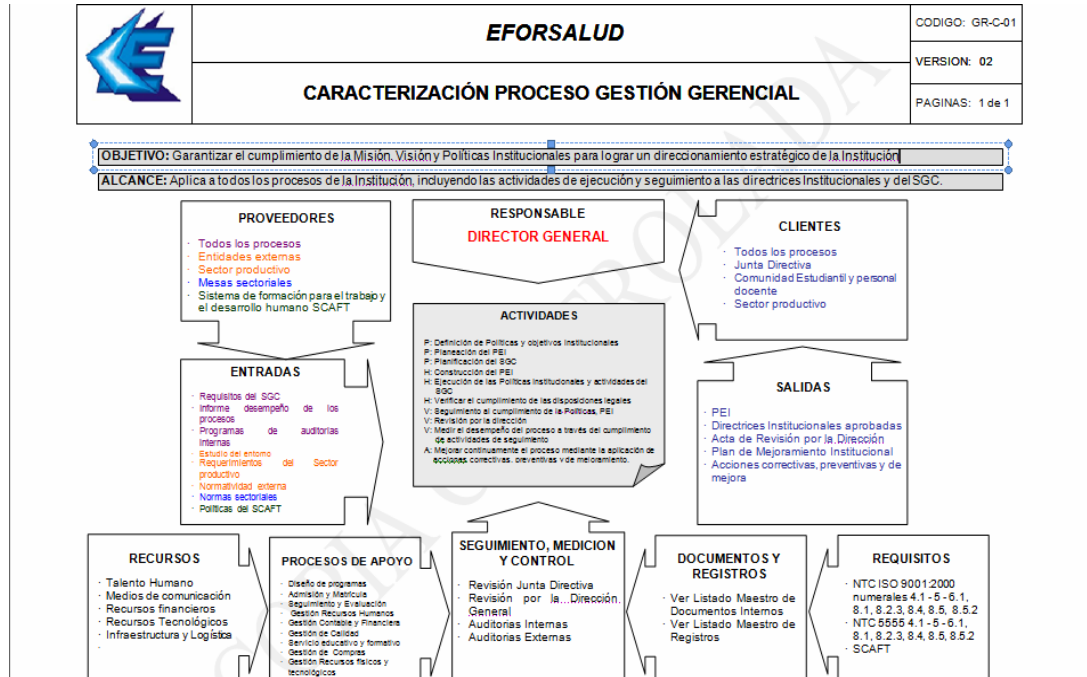 EFORSALUD
CODIGO: GR-C-01
VERSION: 02
CARACTERIZACIÓN PROCESO GESTIÓN GERENCIAL
PAGINAS: 1 de 1
OBJETIVO: Garantizar el cumplimiento de la Misión, Visión y Políticas Institucionales para lograr un direccionamiento estratégico de la Institución
ALCANCE: Aplica a todos los procesos de la Institución, incluyendo las actividades de ejecución y seguimiento a las directrices Institucionales y del SGC.
PROVEEDORES
· Todos los procesos
· Entidades externas
· Sector productivo
· Mesas sectoriales
· Sistema de formación para el trabajo y
el desarrollo humano SCAFT
RESPONSABLE
DIRECTOR GENERAL
CLIENTES
· Todos los procesos
· Junta Directiva
· Comunidad Estudiantil y personal
docente
· Sector productivo
ENTRADAS
· Requisitos del SGC
· Informe desempeño de los
procesos
· Programas de auditorias
internas
· Estudio del entorno
· Requerimientos del Sector
productivo
· Normatividad externa
· Normas sectoriales
· Políticas del SCAFT
ACTIVIDADES
P: Definición de Políticas y objetivos Institucionales
P: Planeación del PEI
P: Planificación del SGC
H: Construcción del PEI
H: Ejecución de las Políticas Institucionales y actividades del
SGC
H: Verificar el cumplimiento de las disposiciones legales
V: Seguimiento al cumplimiento de la Políticas, PEI
V: Revisión por la dirección
V: Medir el desempeño del proceso a través del cumplimiento
de actividades de seguimiento
A: Mejorar continuamente el proceso mediante la aplicación de
acciones correctivas, preventivas y de mejoramiento.
SALIDAS
· PEI
· Directrices Institucionales aprobadas
· Acta de Revisión por la Dirección
· Plan de Mejoramiento Institucional
· Acciones correctivas, preventivas y de
mejora
RECURSOS
· Talento Humano
· Medios de comunicación
· Recursos financieros
· Recursos Tecnológicos
· Infraestructura y Logística
·
PROCESOS DE APOYO
· Diseño de programas
· Admisión y Matrícula
· Seguimiento y Evaluación
· Gestión Recursos Humanos
· Gestión Contable y Financiera
· Gestión de Calidad
· Servicio educativo y formativo
· Gestión de Compras
· Gestión Recursos físicos y
tecnológicos
SEGUIMIENTO, MEDICION
Y CONTROL
· Revisión Junta Directiva
· Revisión por la Dirección
General
· Auditorias Internas
· Auditorias Externas
DOCUMENTOS Y
REGISTROS
· Ver Listado Maestro de
Documentos Internos
· Ver Listado Maestro de
Registros
REQUISITOS
· NTC ISO 9001:2000
numerales 4.1 - 5 - 6.1,
8.1, 8.2.3, 8.4, 8.5, 8.5.2
· NTC 5555 4.1 - 5 - 6.1,
8.1, 8.2.3, 8.4, 8.5, 8.5.2
· SCAFT
COPIA CONTROLADA